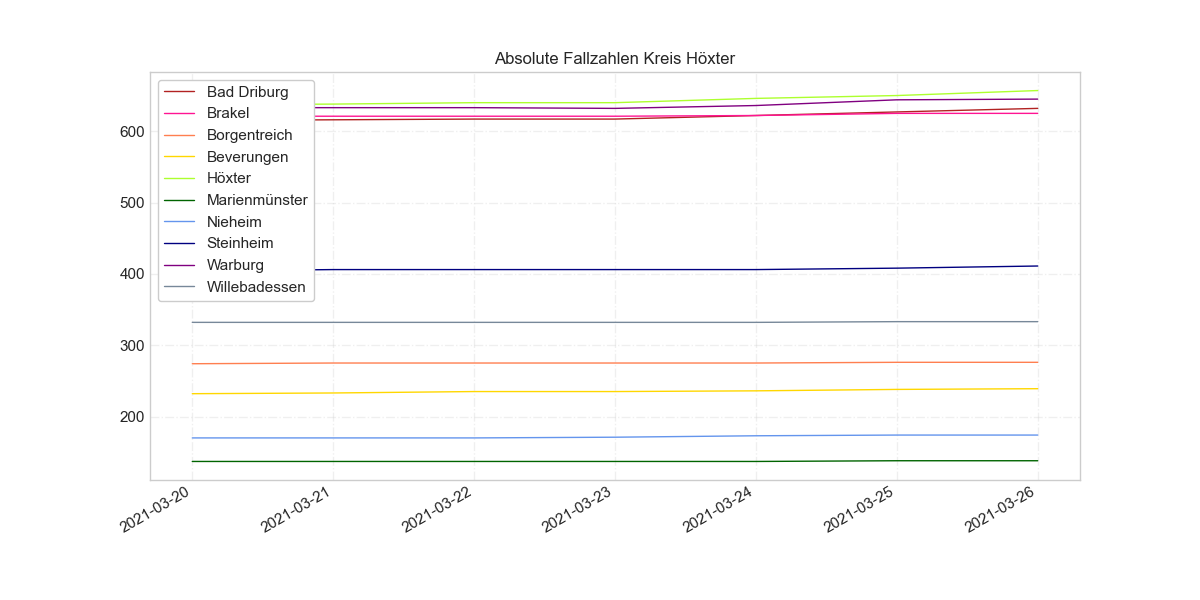 Absolute Fallzahlen Kreis Höxter
Bad Driburg
Brakel
Borgentreich
Beverungen
Höxter
Marienmünster
Nieheim
Steinheim
Warburg
Willebadessen
600
500
400
300
200
2021-03-20
2021-03-21
2021-03-22
2021-03-23
2021-03-24
2021-03-25
2021-03-26